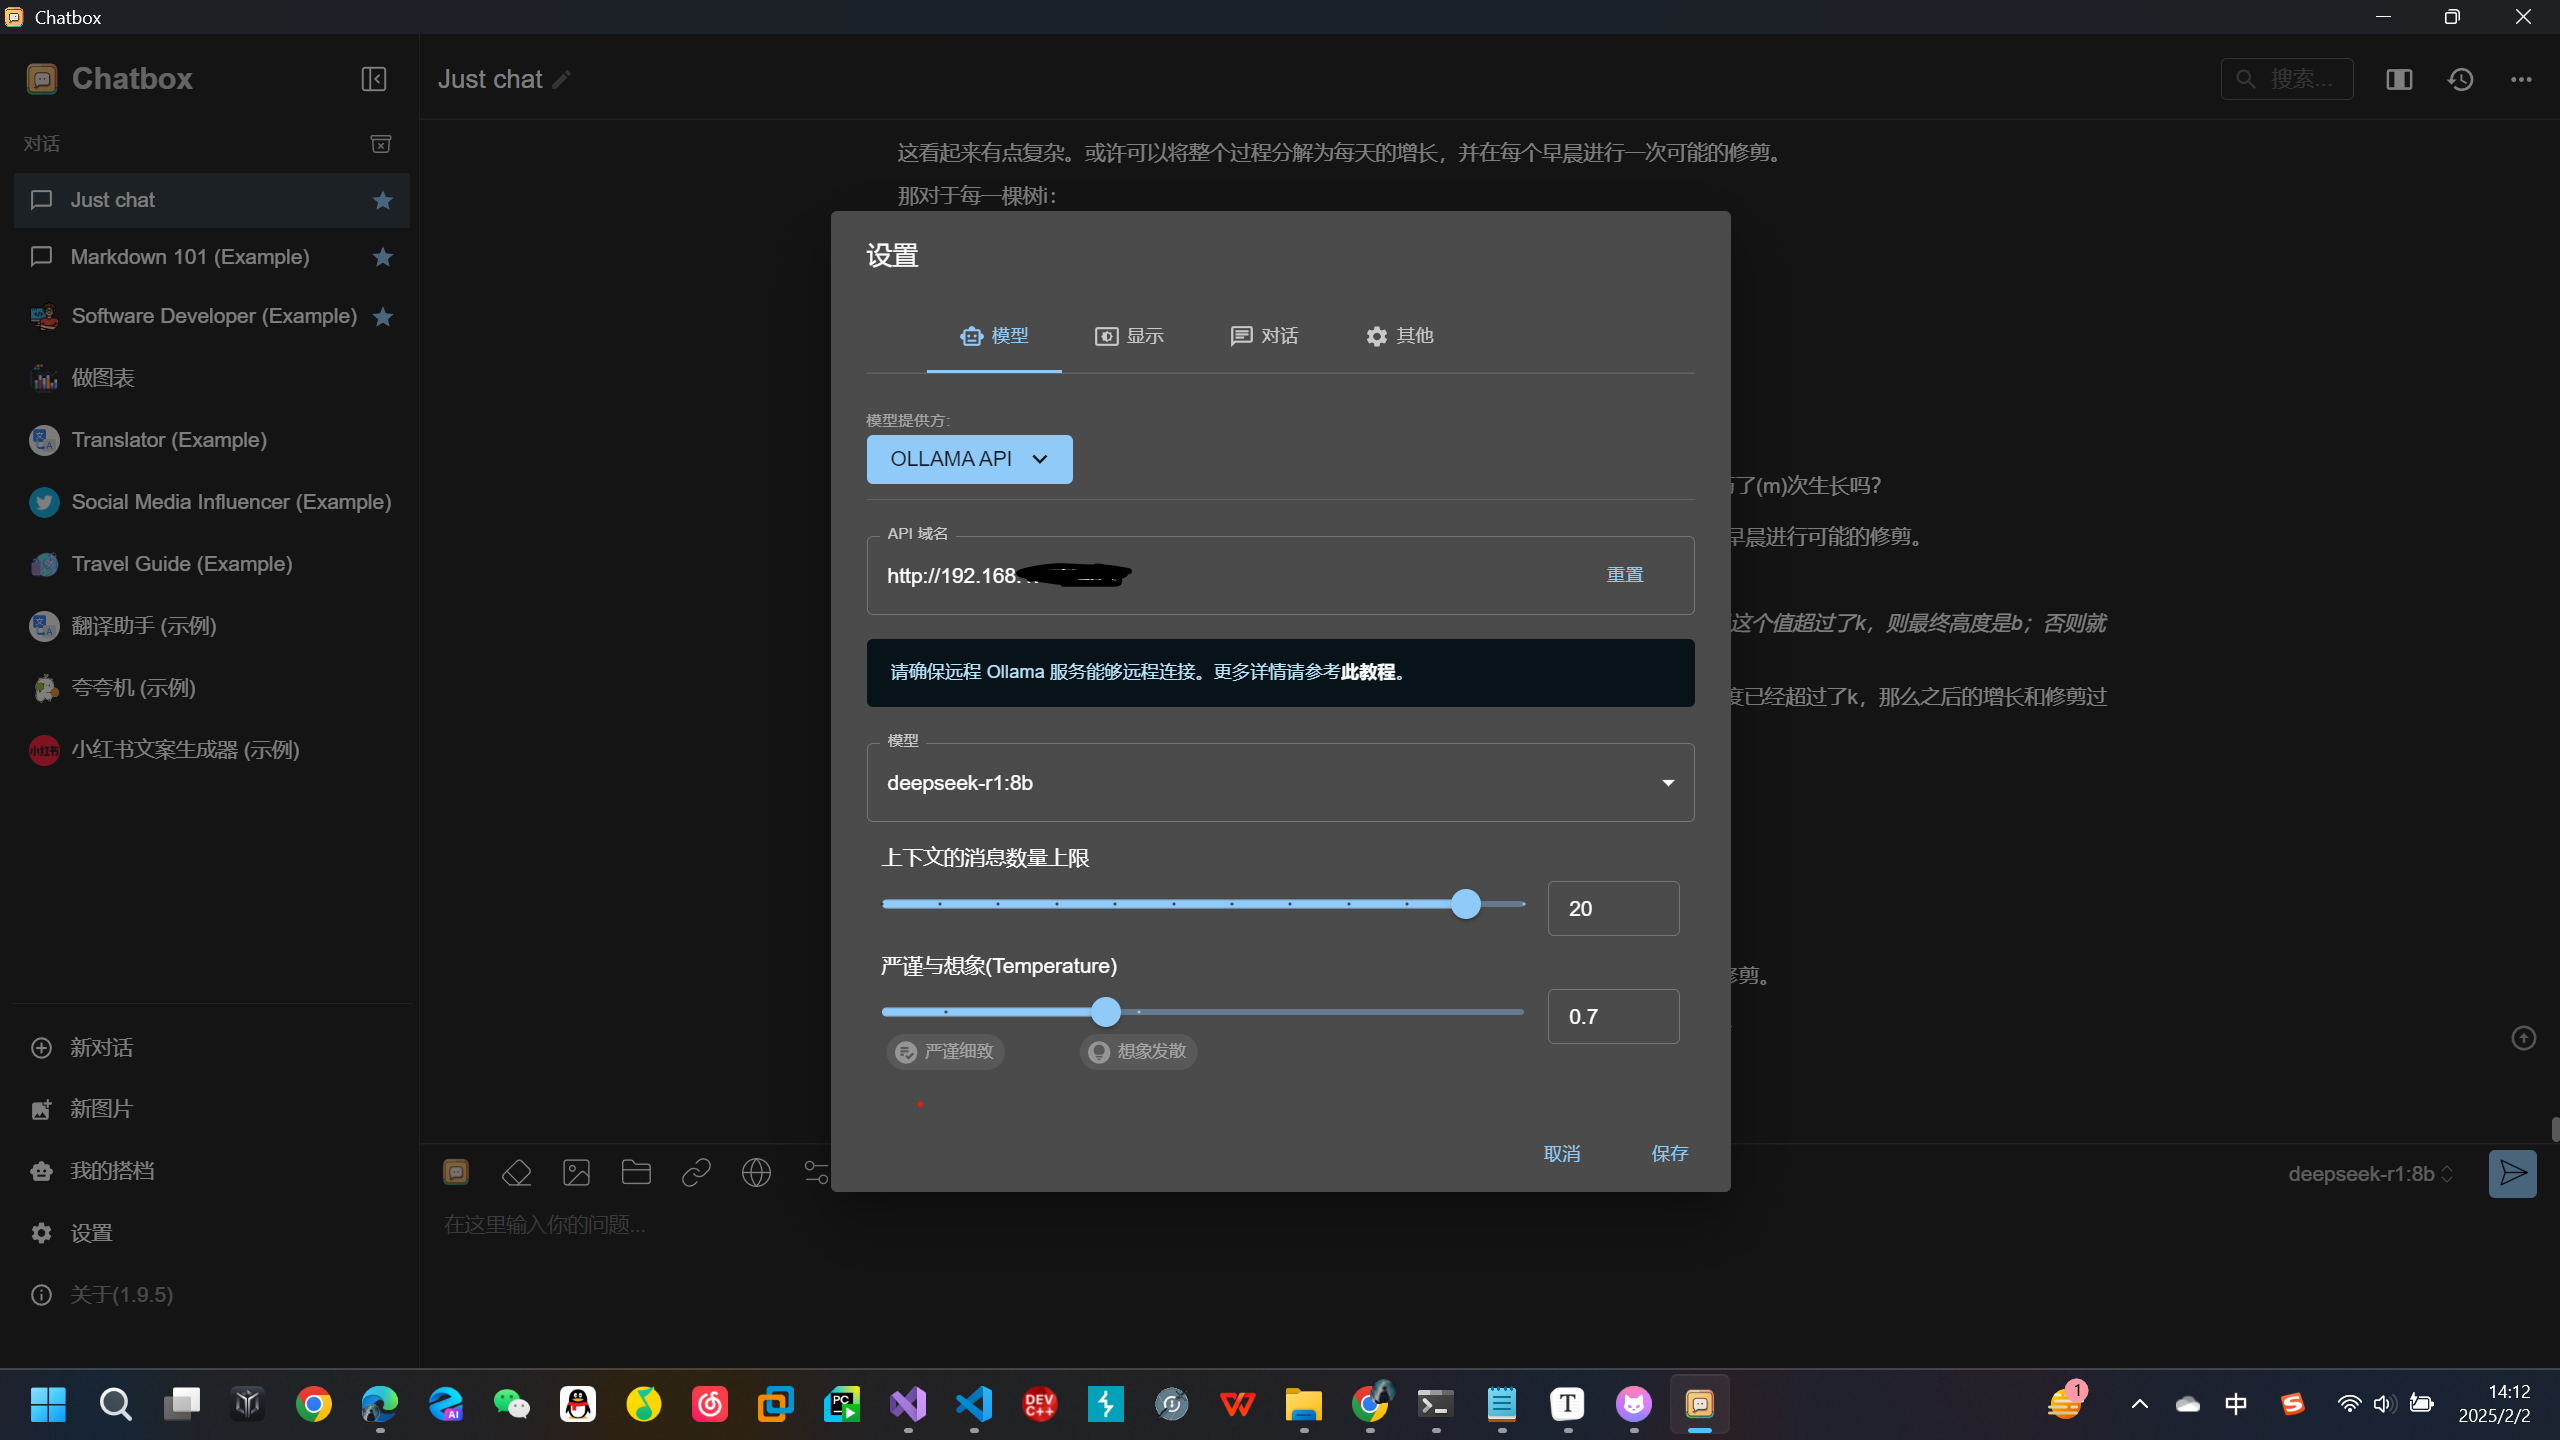 Chatbox
Chatbox
Just chat
搜索...
对话
Just chat
Markdown 101 (Example)
Software Developer (Example)
做图表
Translator (Example)
Social Media Influencer (Example)
Travel Guide (Example)
翻译助手 (示例)
夸夸机 (示例)
小红书
小红书文案生成器 (示例)
新对话
新图片
我的搭档
设置
关于(1.9.5)
这看起来有点复杂。或许可以将整个过程分解为每天的增长，并在每个早晨进行一次可能的修剪。
那对于每一棵树i：
了(m)次生长吗？
早晨进行可能的修剪。
这个值超过了k，则最终高度是b；否则就
度已经超过了k，那么之后的增长和修剪过
修剪。
设置
模型
显示
对话
其他
模型提供方:
OLLAMA API
API 域名
http://192.168.
重置
请确保远程 Ollama 服务能够远程连接。更多详情请参考此教程。
模型
deepseek-r1:8b
上下文的消息数量上限
20
严谨与想象(Temperature)
0.7
严谨细致
想象发散
取消
保存
deepseek-r1:8b
在这里输入你的问题...
AI
PC
DEV
C++
T
1
中
14:12
2025/2/2